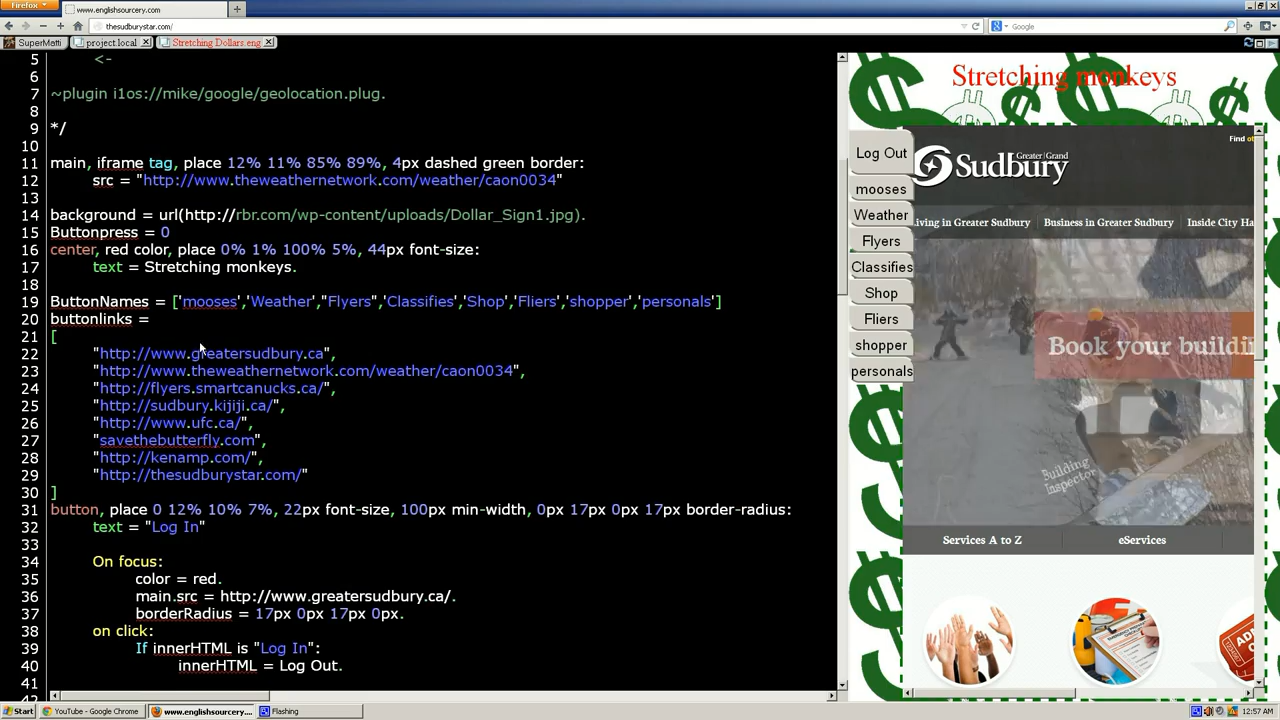 Firefox
www.englishsourcery.com
thesudburystar.com/
Google
SuperMatti
project.local
Stretching Dollars.eng
5 <-
6
7 ~plugin i1os://mike/google/geolocation.plug.
8
9 */
10
11 main, iframe tag, place 12% 11% 85% 89%, 4px dashed green border:
12 src = "http://www.theweathernetwork.com/weather/caon0034"
13
14 background = url(http://rbr.com/wp-content/uploads/Dollar_Sign1.jpg).
15 Buttonpress = 0
16 center, red color, place 0% 1% 100% 5%, 44px font-size:
17 text = Stretching monkeys.
18
19 ButtonNames = ['mooses','Weather',"Flyers",'Classifies','Shop','Fliers','shopper','personals']
20 buttonlinks =
21 [
22 "http://www.greatersudbury.ca",
23 "http://www.theweathernetwork.com/weather/caon0034",
24 "http://flyers.smartcanucks.ca/",
25 "http://sudbury.kijiji.ca/",
26 "http://www.ufc.ca/",
27 "savethebutterfly.com",
28 "http://kenamp.com/",
29 "http://thesudburystar.com/"
30 ]
31 button, place 0 12% 10% 7%, 22px font-size, 100px min-width, 0px 17px 0px 17px border-radius:
32 text = "Log In"
33
34 On focus:
35 color = red.
36 main.src = http://www.greatersudbury.ca/.
37 borderRadius = 17px 0px 17px 0px.
38 on click:
39 If innerHTML is "Log In":
40 innerHTML = Log Out.
41
Stretching monkeys
Log Out
mooses
Weather
Flyers
Classifies
Shop
Fliers
shopper
personals
Find
Greater | Grand
Sudbury
iving in Greater Sudbury
Business in Greater Sudbury
Inside City Ha
Book your buildi
Building
Inspector
Services A to Z
eServices
Start
YouTube - Google Chrome
www.englishsourcery....
Flashing
12:57 AM